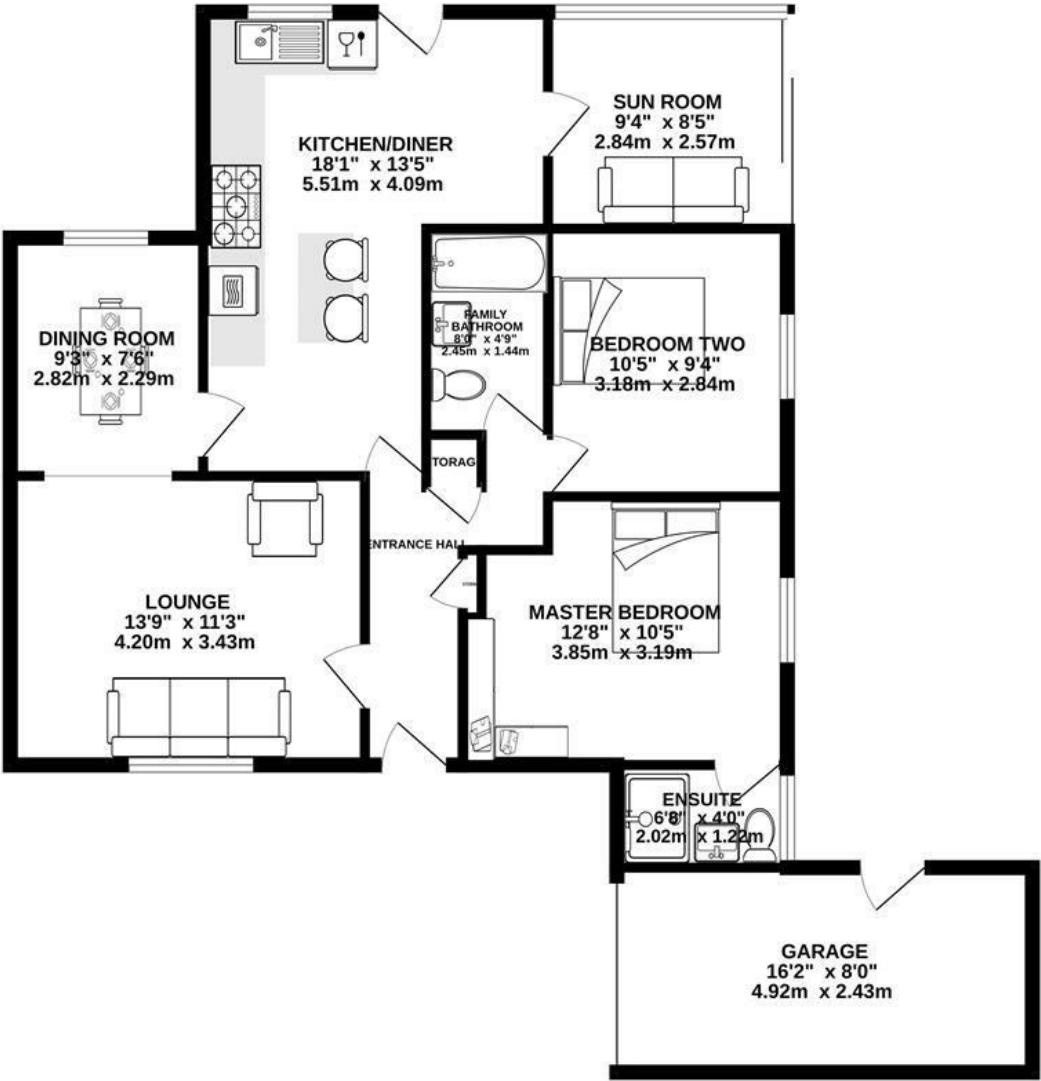 SUN ROOM
9'4" x 8'5"
2.84m x 2.57m
KITCHEN/DINER
18'1" x 13'5"
5.51m x 4.09m
DINING ROOM
9'3" x 7'6"
2.82m x 2.29m
FAMILY
BATHROOM
8'0" x 4'9"
2.45m x 1.44m
BEDROOM TWO
10'5" x 9'4"
3.18m x 2.84m
TORAG
ENTRANCE HALL
LOUNGE
13'9" x 11'3"
4.20m x 3.43m
MASTER BEDROOM
12'8" x 10'5"
3.85m x 3.19m
ENSUITE
6'8" x 4'0"
2.02m x 1.22m
GARAGE
16'2" x 8'0"
4.92m x 2.43m